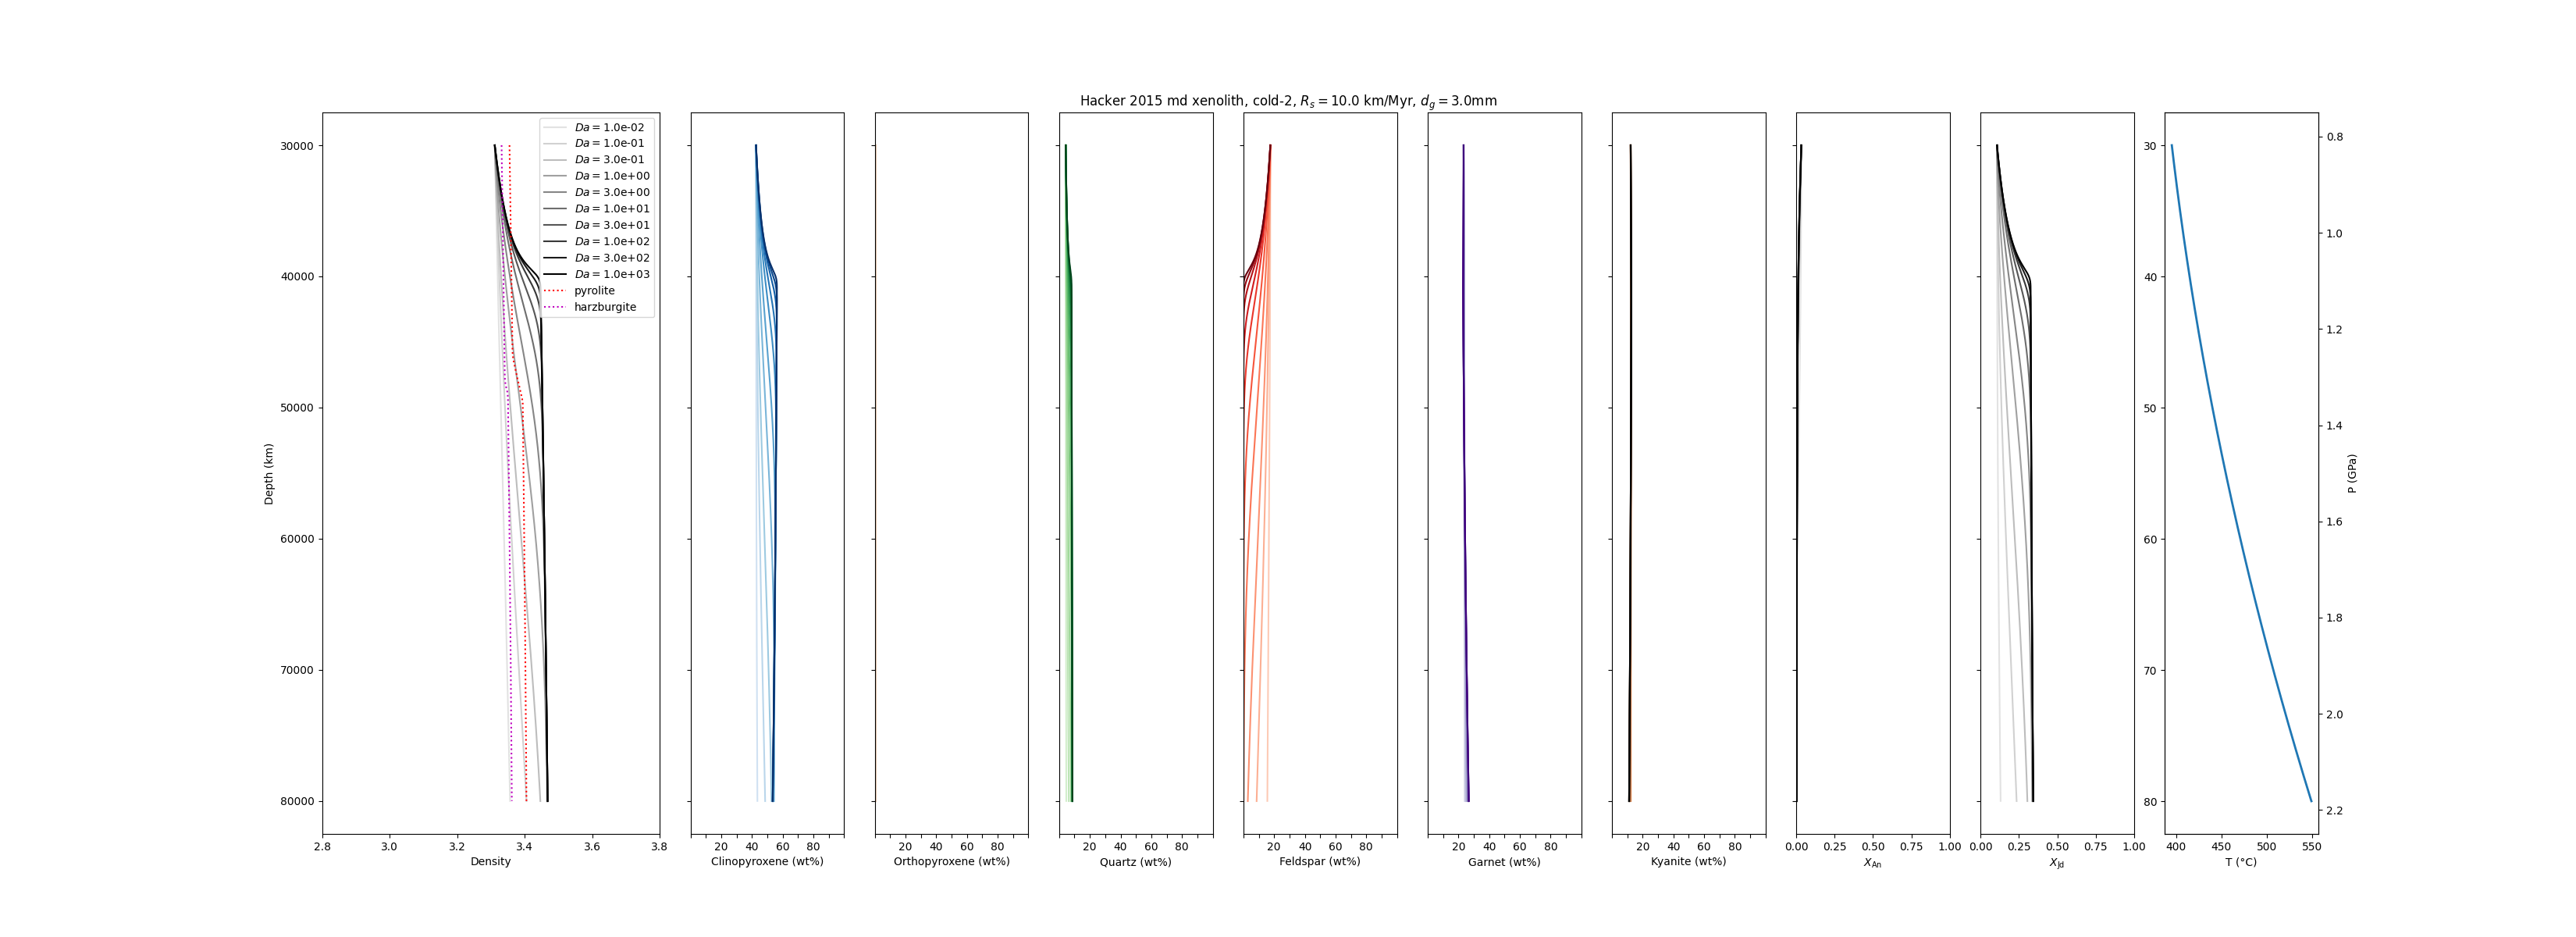 Hacker 2015 md xenolith, cold-2, $R_s = 10.0$ km/Myr, $d_g = 3.0$mm
Da = 1.0e-02
Da = 1.0e-01
Da = 3.0e-01
Da = 1.0e+00
Da = 3.0e+00
Da = 1.0e+01
Da = 3.0e+01
Da = 1.0e+02
Da = 3.0e+02
Da = 1.0e+03
pyrolite
harzburgite
Depth (km)
30000
40000
50000
60000
70000
80000
2.8 3.0 3.2 3.4 3.6 3.8
Density
20 40 60 80
Clinopyroxene (wt%)
20 40 60 80
Orthopyroxene (wt%)
20 40 60 80
Quartz (wt%)
20 40 60 80
Feldspar (wt%)
20 40 60 80
Garnet (wt%)
20 40 60 80
Kyanite (wt%)
0.00 0.25 0.50 0.75 1.00
$X_{An}$
0.00 0.25 0.50 0.75 1.00
$X_{Jd}$
30
40
50
60
70
80
400 450 500 550
T (°C)
0.8
1.0
1.2
1.4
1.6
1.8
2.0
2.2
P (GPa)